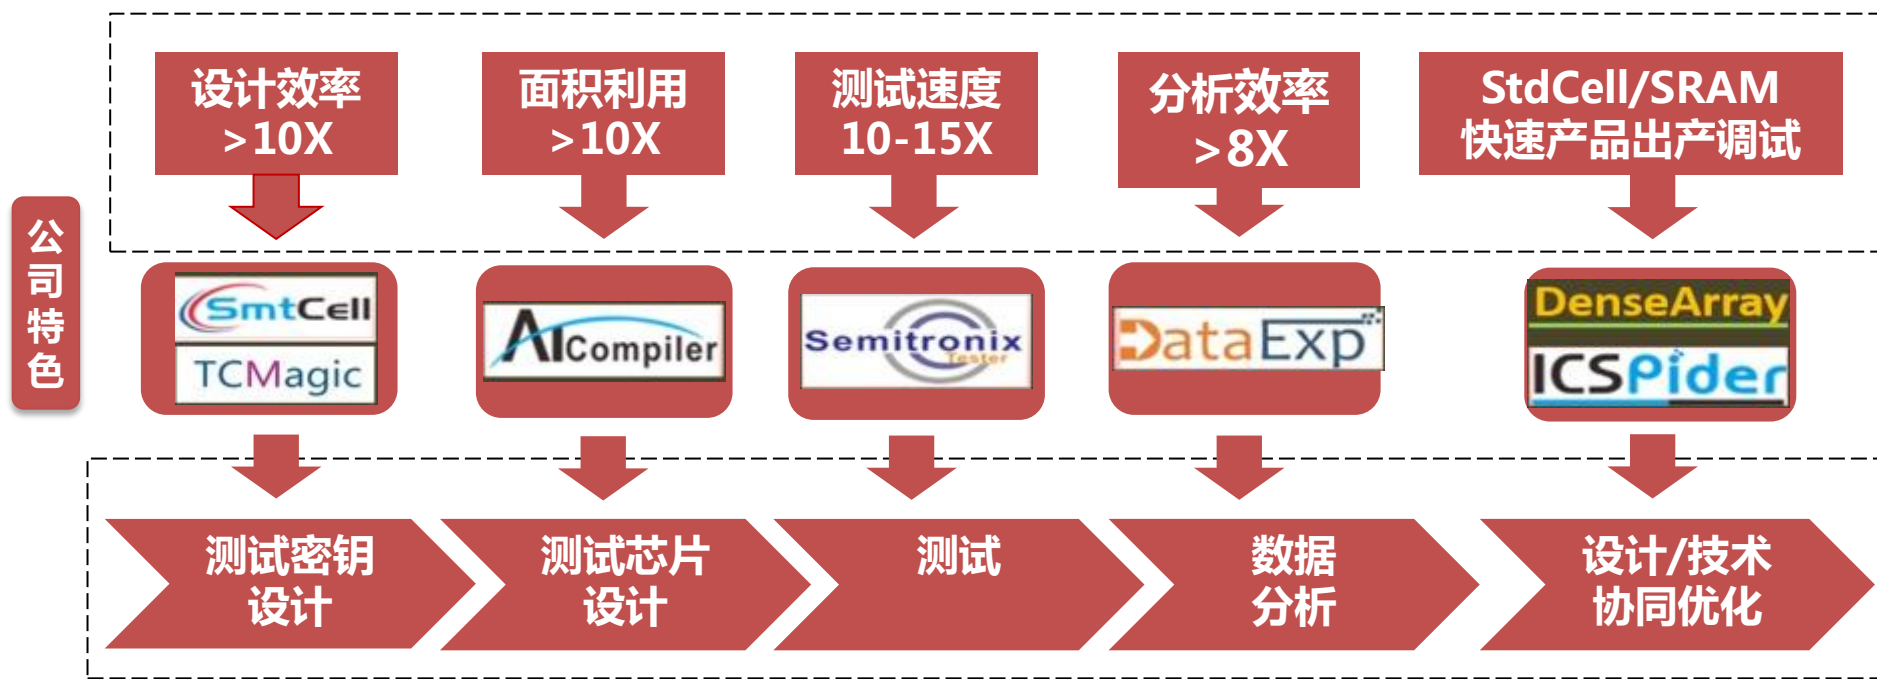 公司特色
设计效率
>10X
面积利用
>10X
测试速度
10-15X
分析效率
>8X
StdCell/SRAM
快速产品出产调试
SmtCell
TCMagic
AICompiler
Semitronix
Tester
DataExp
DenseArray
ICSPider
测试密钥
设计
测试芯片
设计
测试
数据
分析
设计/技术
协同优化